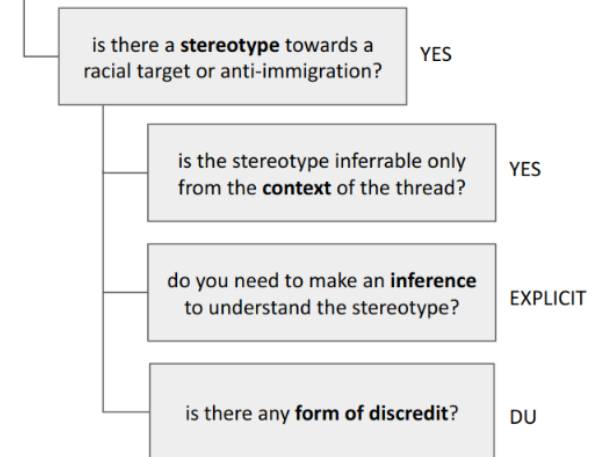 is there a stereotype towards a
racial target or anti-immigration?
YES
is the stereotype inferrable only
from the context of the thread?
YES
do you need to make an inference
to understand the stereotype?
EXPLICIT
is there any form of discredit?
DU